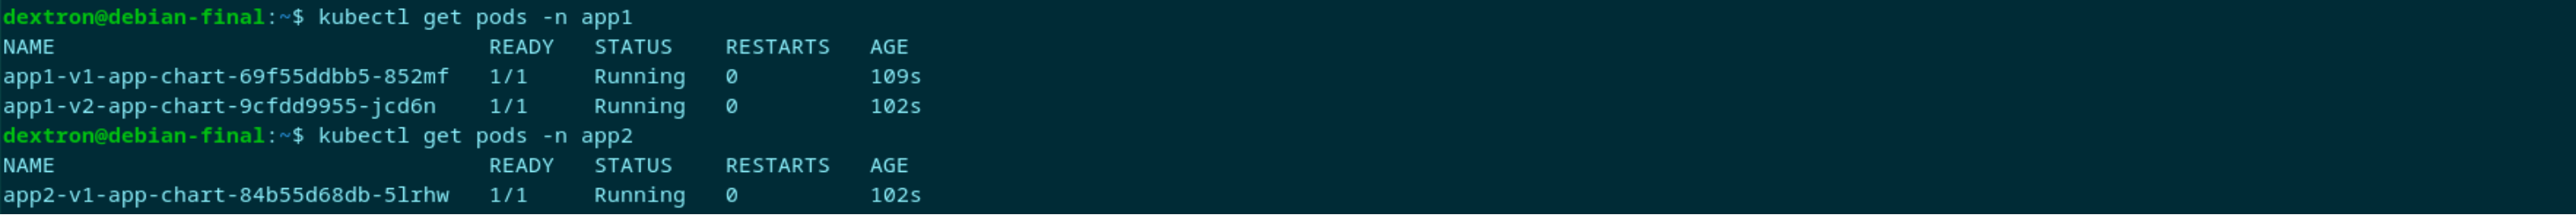 dextron@debian-final:~$ kubectl get pods -n app1
NAME READY STATUS RESTARTS AGE
app1-v1-app-chart-69f55ddbb5-852mf 1/1 Running 0 109s
app1-v2-app-chart-9cfdd9955-jcd6n 1/1 Running 0 102s
dextron@debian-final:~$ kubectl get pods -n app2
NAME READY STATUS RESTARTS AGE
app2-v1-app-chart-84b55d68db-5lrhw 1/1 Running 0 102s